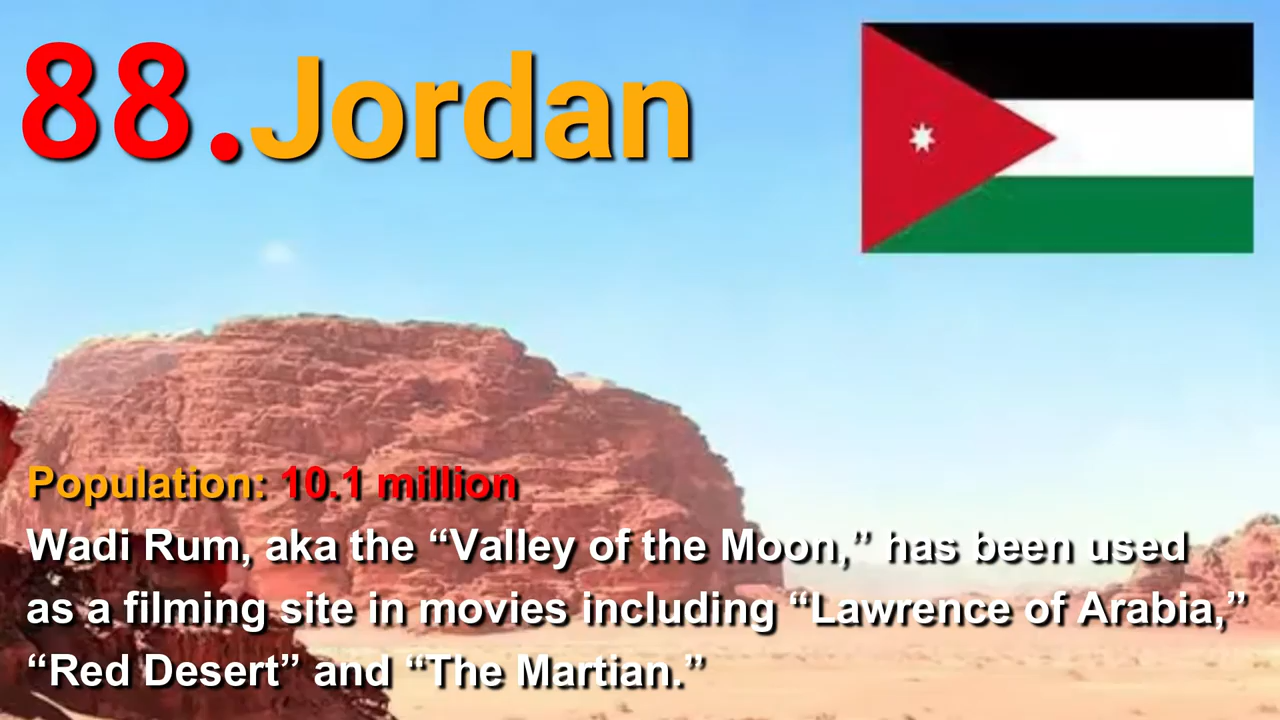 88.Jordan
Population: 10.1 million
Wadi Rum, aka the “Valley of the Moon,” has been used
as a filming site in movies including “Lawrence of Arabia,”
“Red Desert” and “The Martian.”